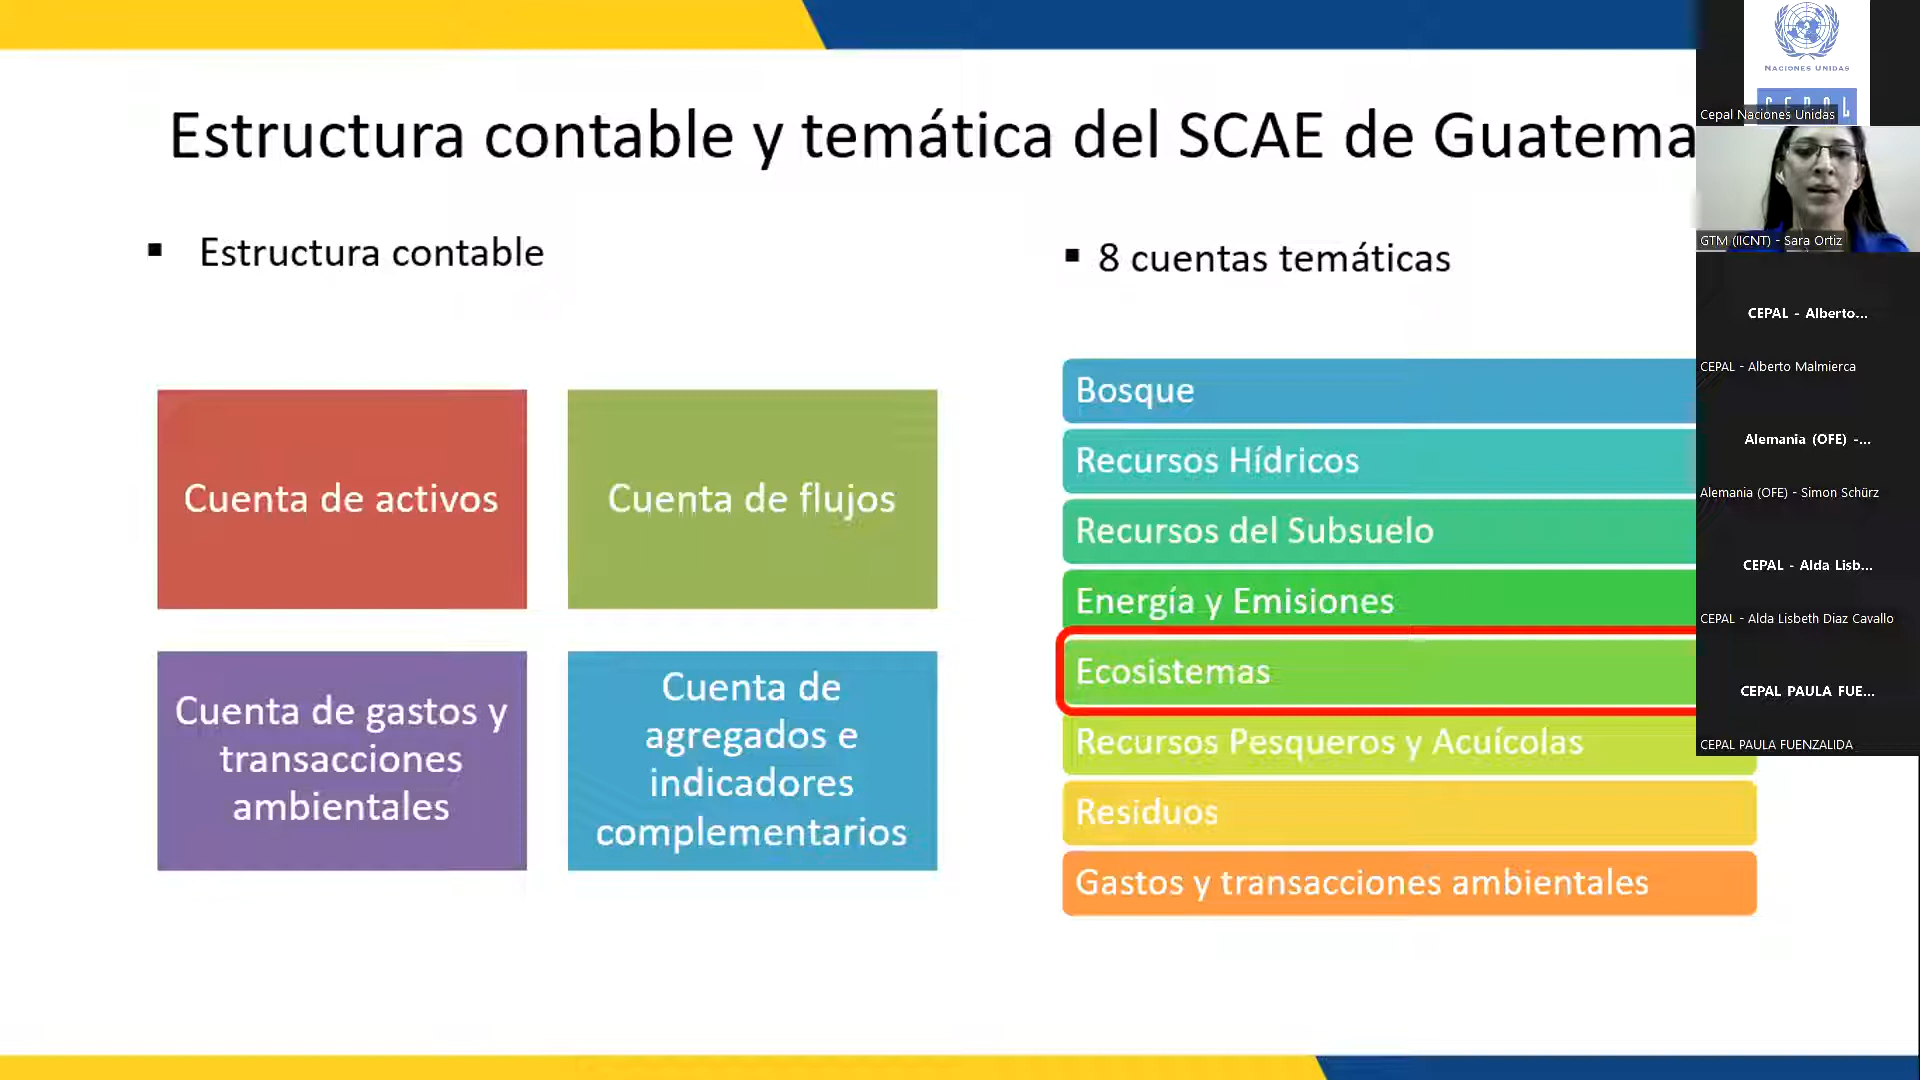 Estructura contable y temática del SCAE de Guatema
Estructura contable
8 cuentas temáticas
Cuenta de activos
Cuenta de flujos
Cuenta de gastos y
transacciones
ambientales
Cuenta de
agregados e
indicadores
complementarios
Bosque
Recursos Hídricos
Recursos del Subsuelo
Energía y Emisiones
Ecosistemas
Recursos Pesqueros y Acuícolas
Residuos
Gastos y transacciones ambientales
NACIONES UNIDAS
CEPAL
Cepal Naciones Unidas
GTM (IICNT) - Sara Ortiz
CEPAL - Alberto...
CEPAL - Alberto Malmierca
Alemania (OFE) -...
Alemania (OFE) - Simon Schürz
CEPAL - Alda Lisb...
CEPAL - Alda Lisbeth Díaz Cavallo
CEPAL PAULA FUE...
CEPAL PAULA FUENZALIDA